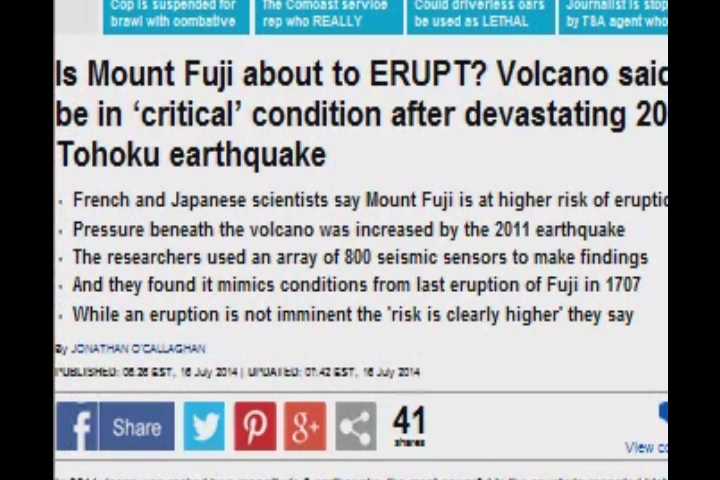 Cop is suspended for
brawl with combative
The Comcast service
rep who REALLY
Could driverless cars
be used as LETHAL
Journalist is stop
by T&A agent who
Is Mount Fuji about to ERUPT? Volcano said
be in ‘critical’ condition after devastating 20
Tohoku earthquake
French and Japanese scientists say Mount Fuji is at higher risk of eruptio
Pressure beneath the volcano was increased by the 2011 earthquake
The researchers used an array of 800 seismic sensors to make findings
And they found it mimics conditions from last eruption of Fuji in 1707
While an eruption is not imminent the 'risk is clearly higher' they say
By JONATHAN O'CALLAGHAN
PUBLISHED: 06:26 EST, 16 July 2014 | UPDATED: 07:42 EST, 16 July 2014
f Share
8+
41
shares
View co